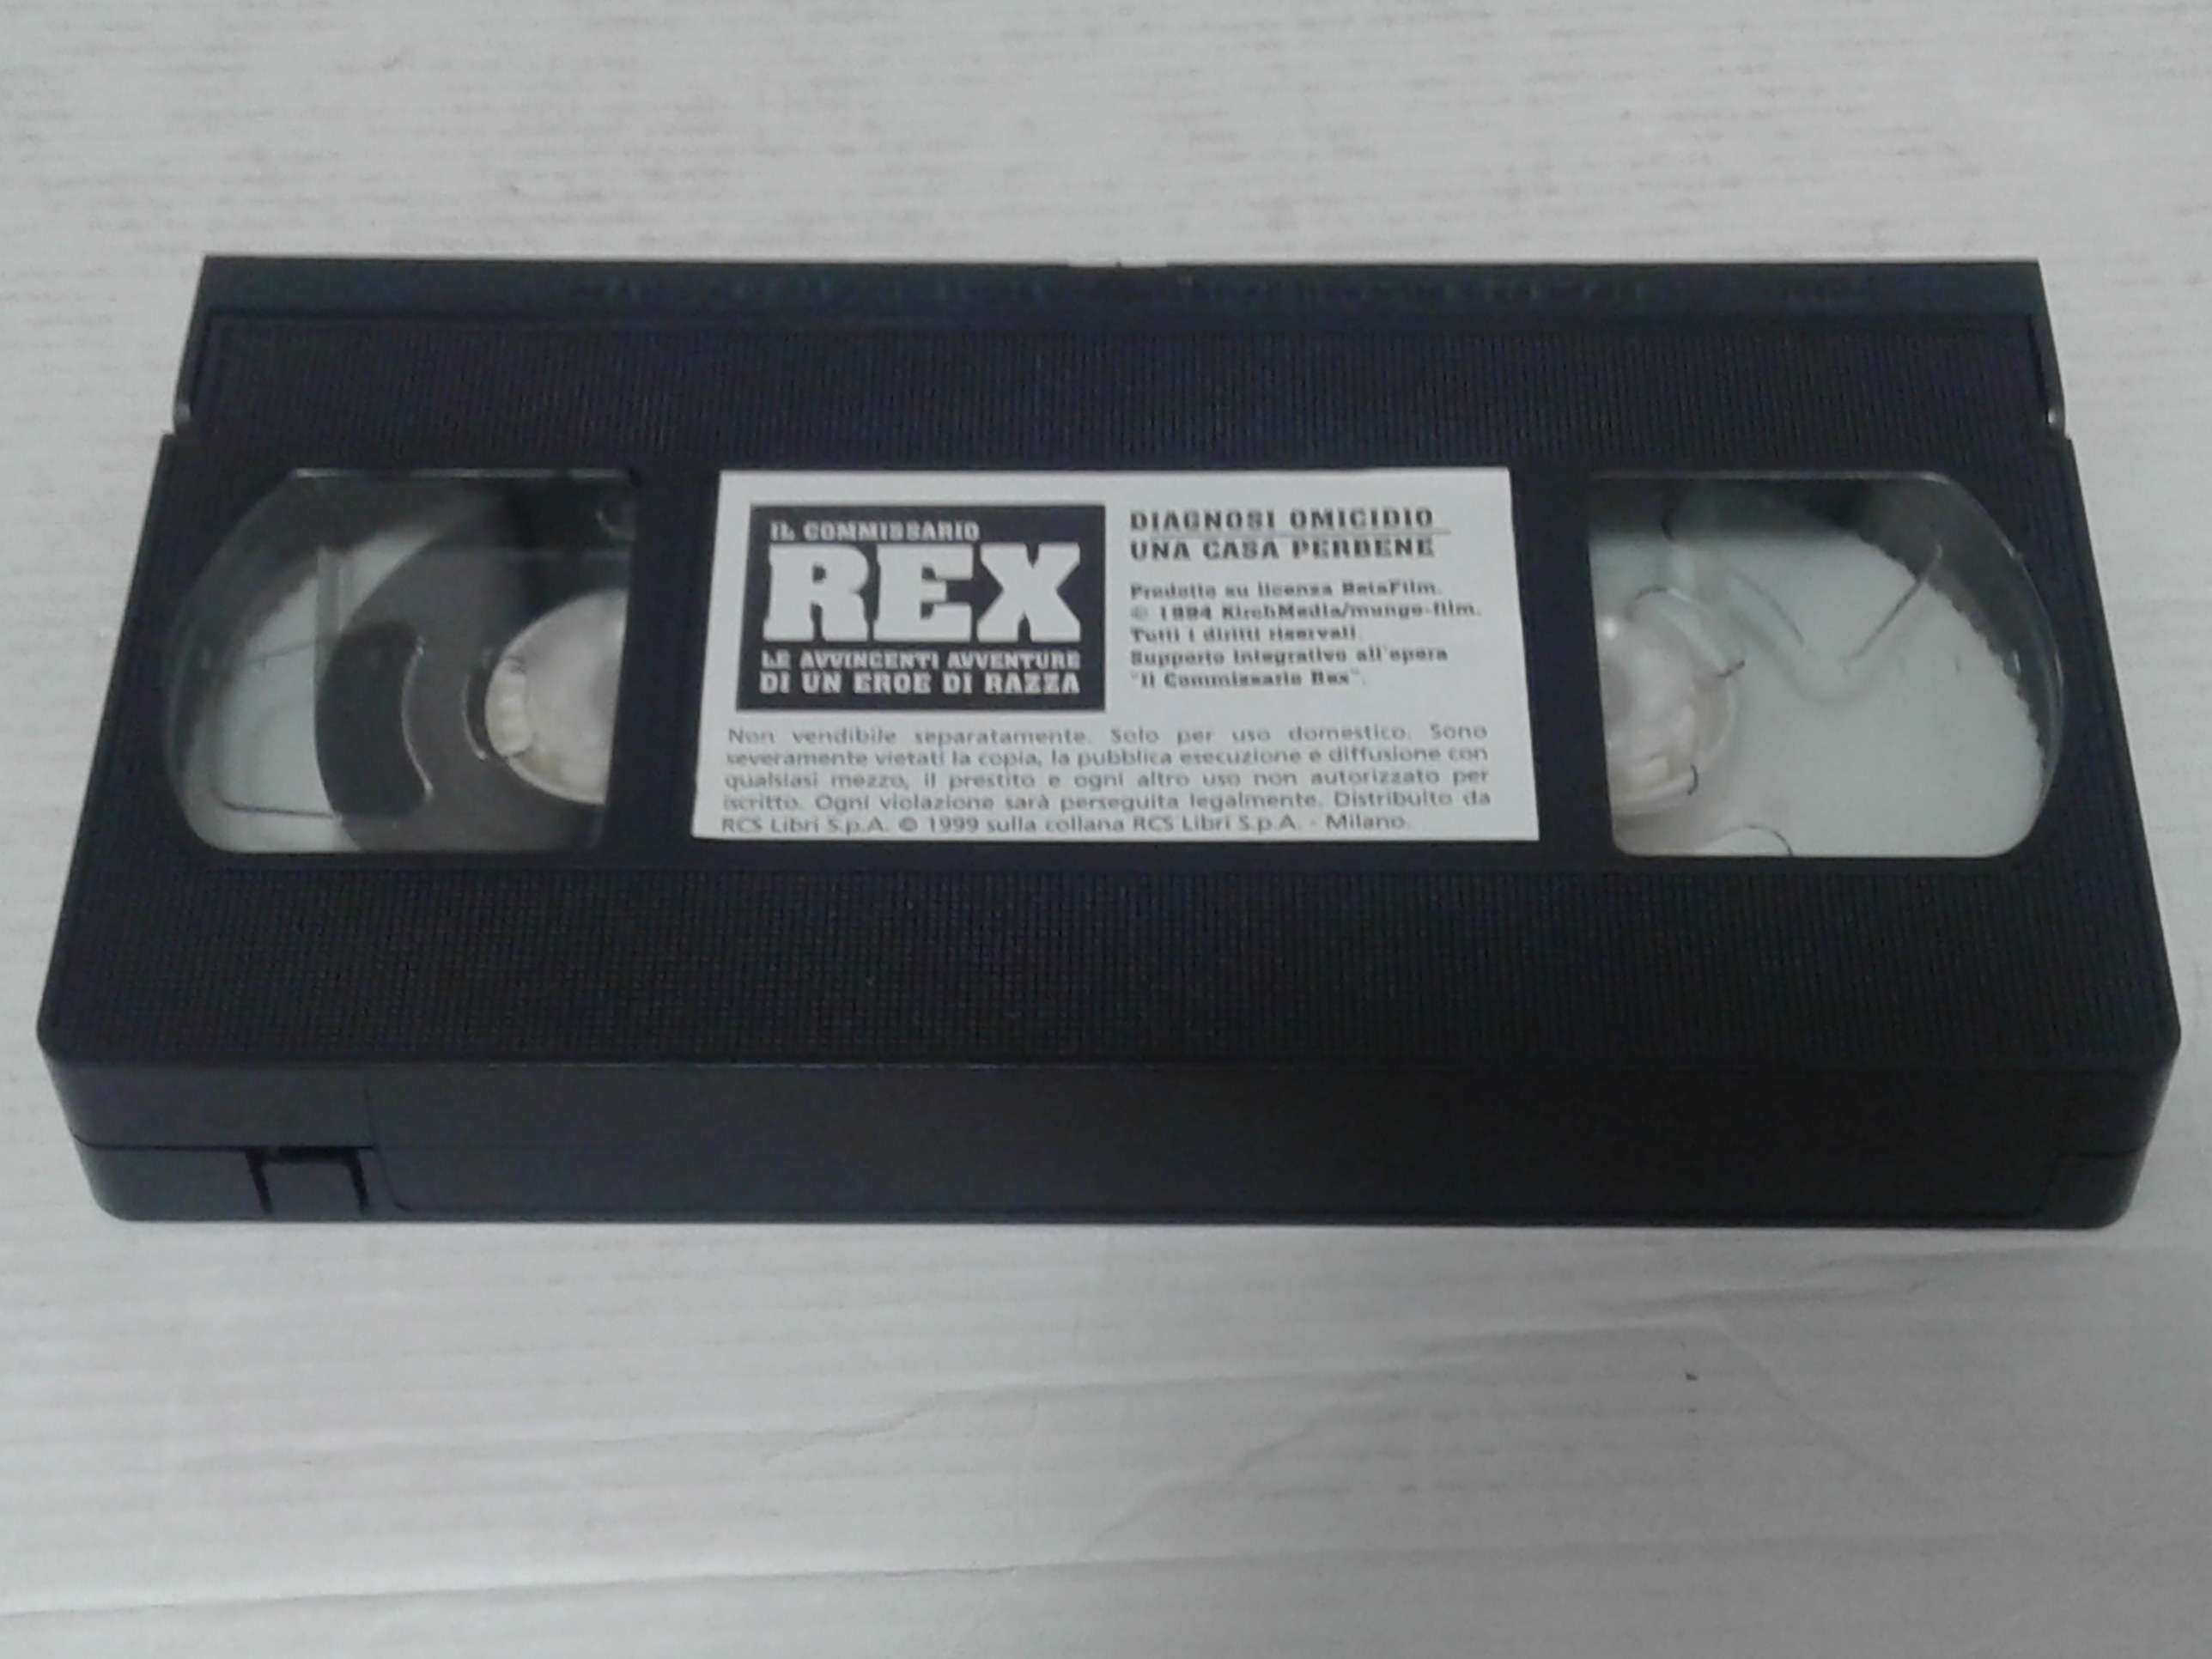 IL COMMISSARIO
REX
LE AVVINCENTI AVVENTURE
DI UN EROE DI RAZZA
DIAGNOSI OMICIDIO
UNA CASA PERBENE
Prodotto su licenza BetaFilm.
© 1994 KirchMedia/mungo-film.
Tutti i diritti riservati.
Supporto integrativo all'opera
"Il Commissario Rex".
Non vendibile separatamente. Solo per uso domestico. Sono
severamente vietati la copia, la pubblica esecuzione e diffusione con
qualsiasi mezzo, il prestito e ogni altro uso non autorizzato per
iscritto. Ogni violazione sarà perseguita legalmente. Distribuito da
RCS Libri S.p.A. © 1999 sulla collana RCS Libri S.p.A. - Milano.